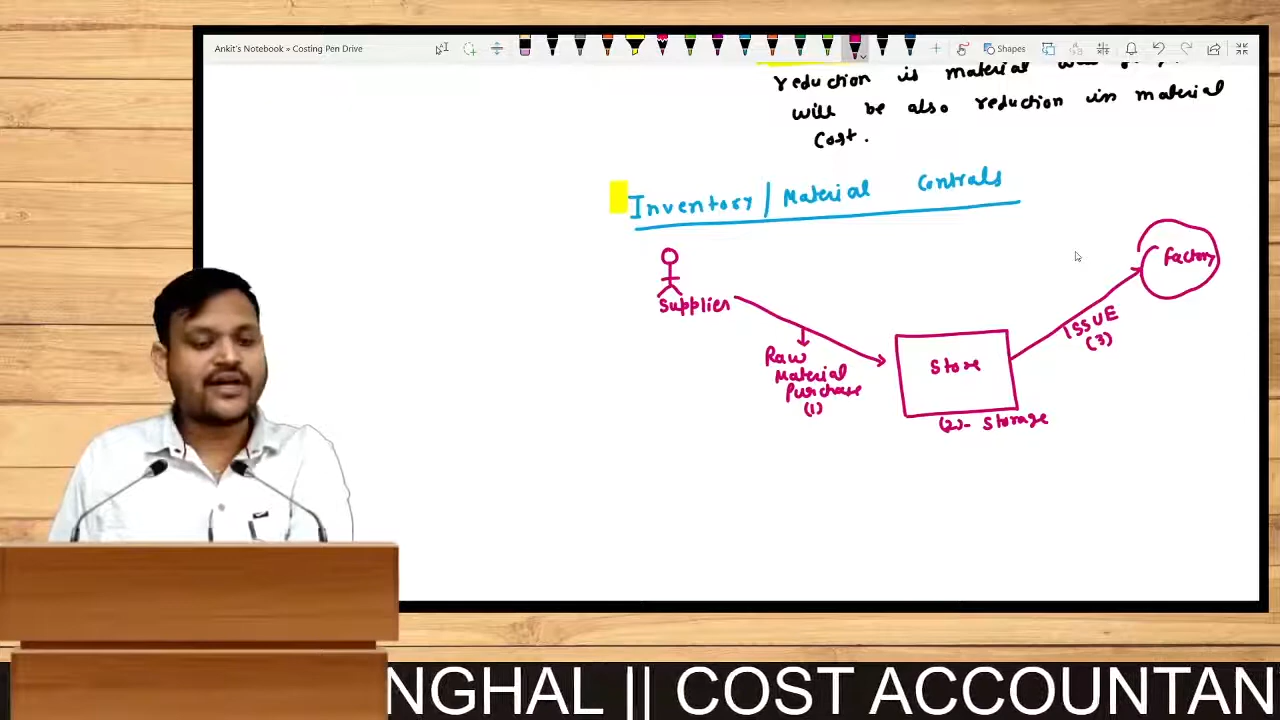 Ankit's Notebook » Costing Pen Drive
Shapes
reduction is material
will be also reduction in material
Cost.
Inventory / Material Contrals
Supplier
Raw
Material
Purchase
(1)
Store
(2)- Storage
ISSUE
(3)
Factory
NGHAL || COST ACCOUNTAN